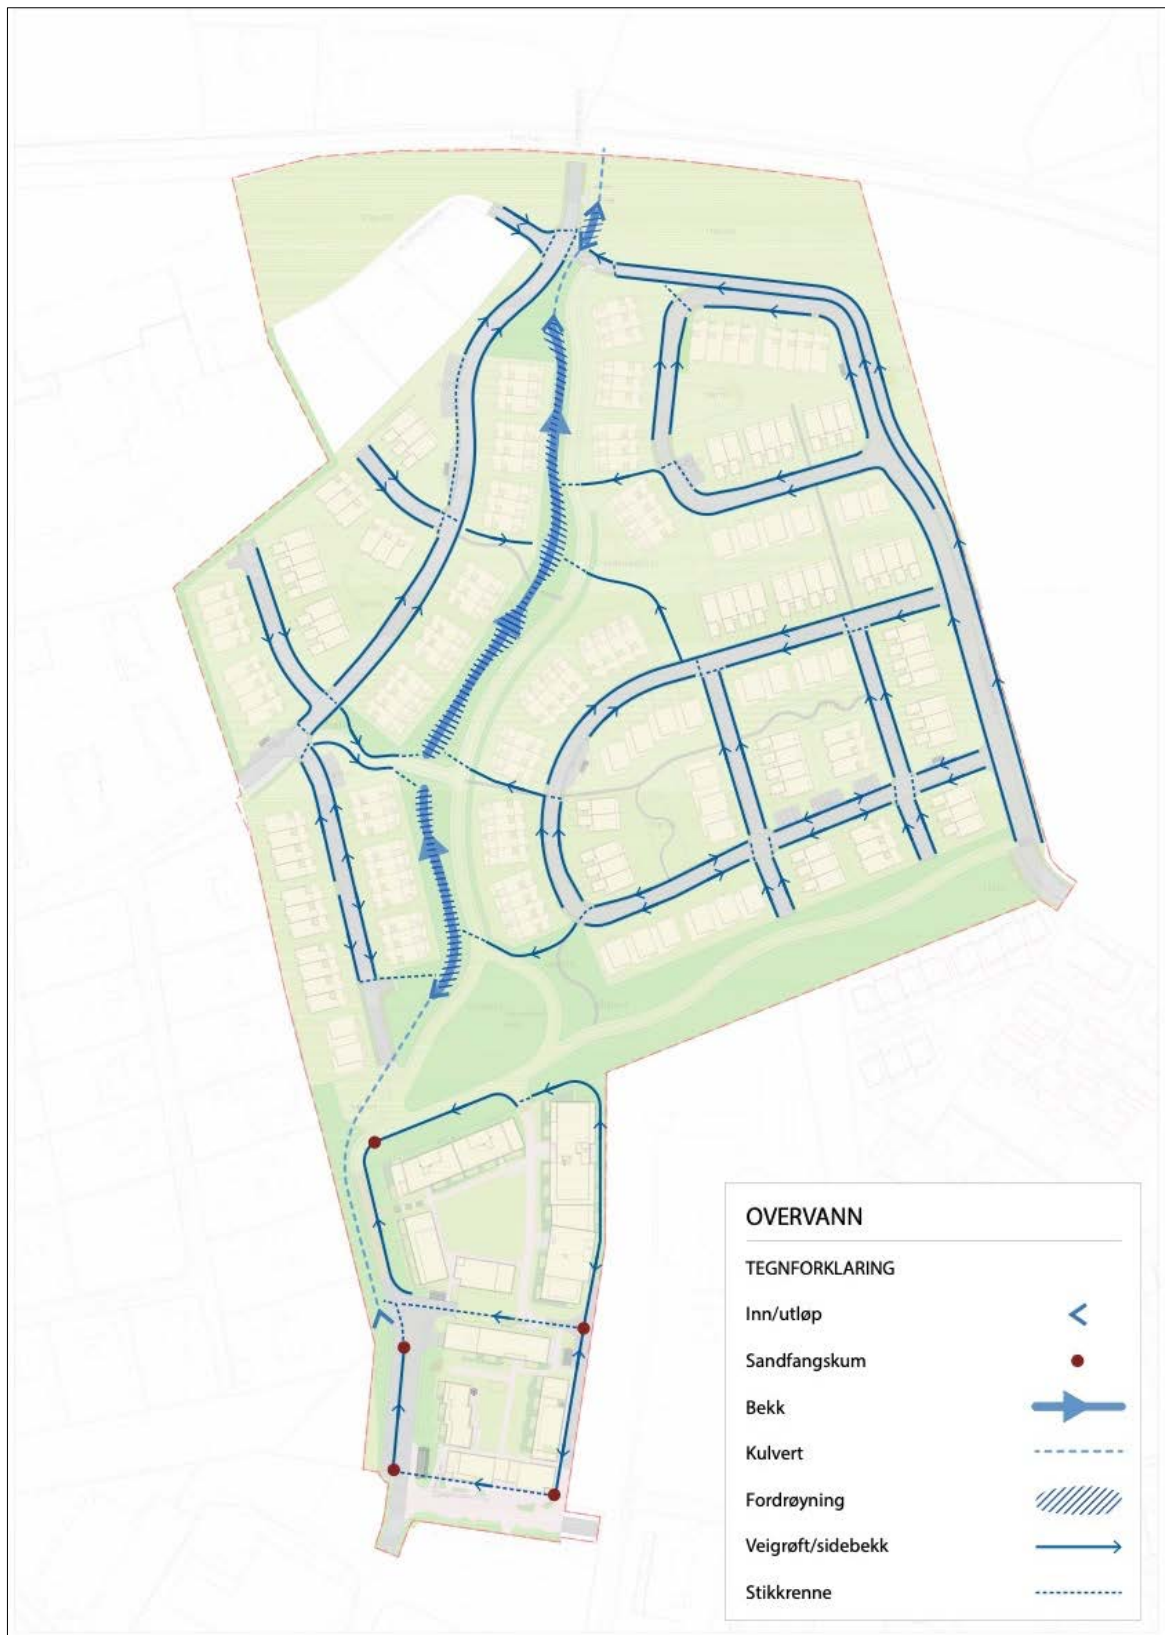 OVERVANN
TEGNFORKLARING
Inn/utløp
Sandfangskum
Bekk
Kulvert
Fordrøyning
Veigrøft/sidebekk
Stikkrenne